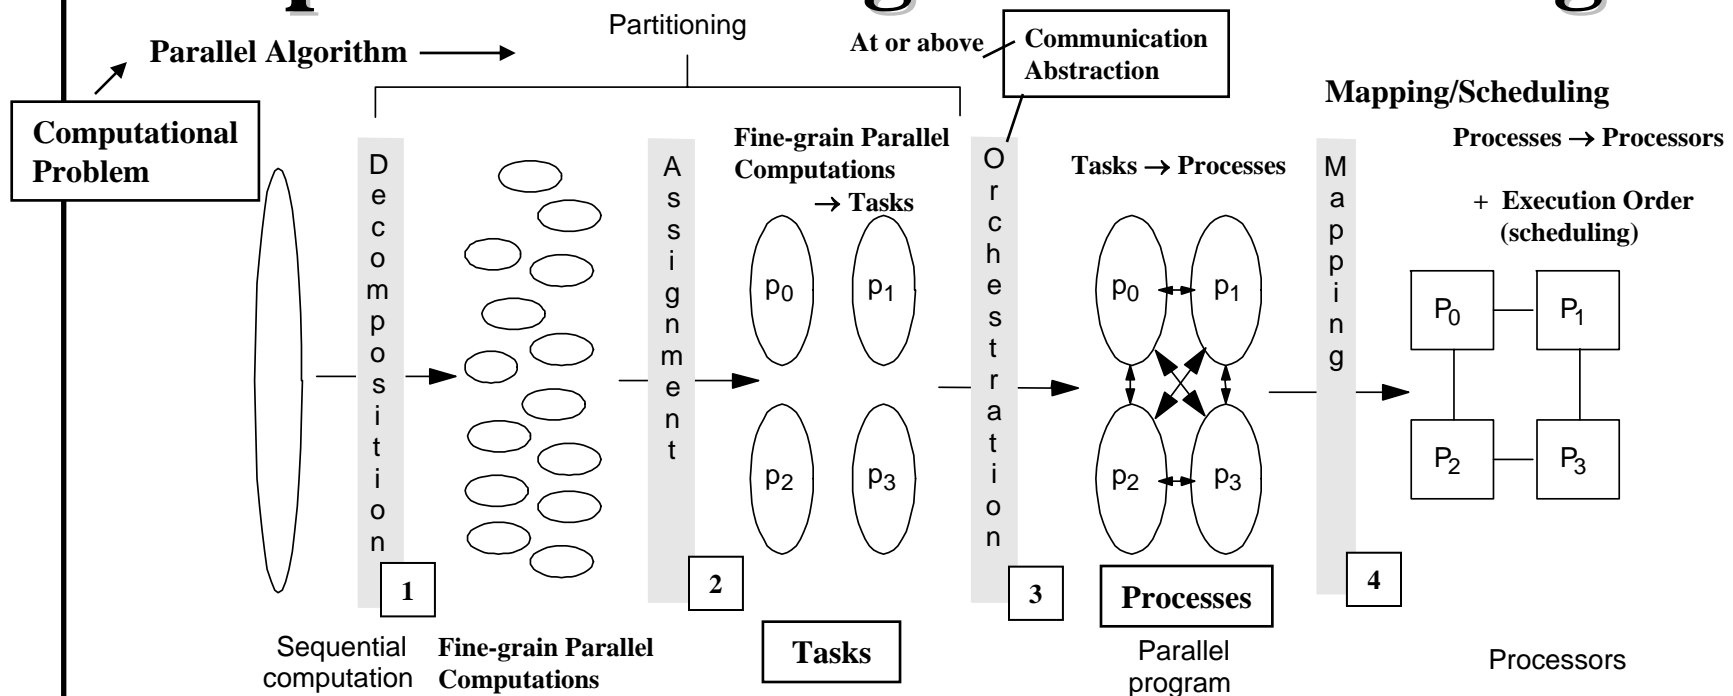 Partitioning
Parallel Algorithm
At or above
Communication
Abstraction
Mapping/Scheduling
Computational
Problem
Fine-grain Parallel
Computations
→ Tasks
Tasks → Processes
Processes → Processors
+ Execution Order
(scheduling)
Decomposition
Assignment
Orchestration
Mapping
p0
p1
p2
p3
p0
p1
p2
p3
P0
P1
P2
P3
1
2
3
4
Processes
Sequential
computation
Fine-grain Parallel
Computations
Tasks
Parallel
program
Processors